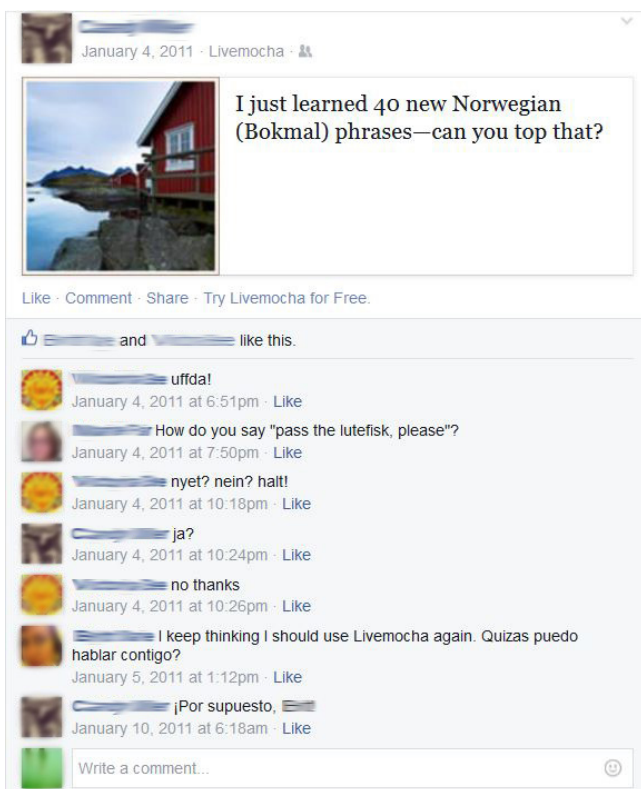 January 4, 2011 · Livemocha ·
I just learned 40 new Norwegian
(Bokmal) phrases—can you top that?
Like · Comment · Share · Try Livemocha for Free.
and like this.
uffda!
January 4, 2011 at 6:51pm · Like
How do you say "pass the lutefisk, please"?
January 4, 2011 at 7:50pm · Like
nyet? nein? halt!
January 4, 2011 at 10:18pm · Like
ja?
January 4, 2011 at 10:24pm · Like
no thanks
January 4, 2011 at 10:26pm · Like
I keep thinking I should use Livemocha again. Quizas puedo
hablar contigo?
January 5, 2011 at 1:12pm · Like
¡Por supuesto,
January 10, 2011 at 6:18am · Like
Write a comment...